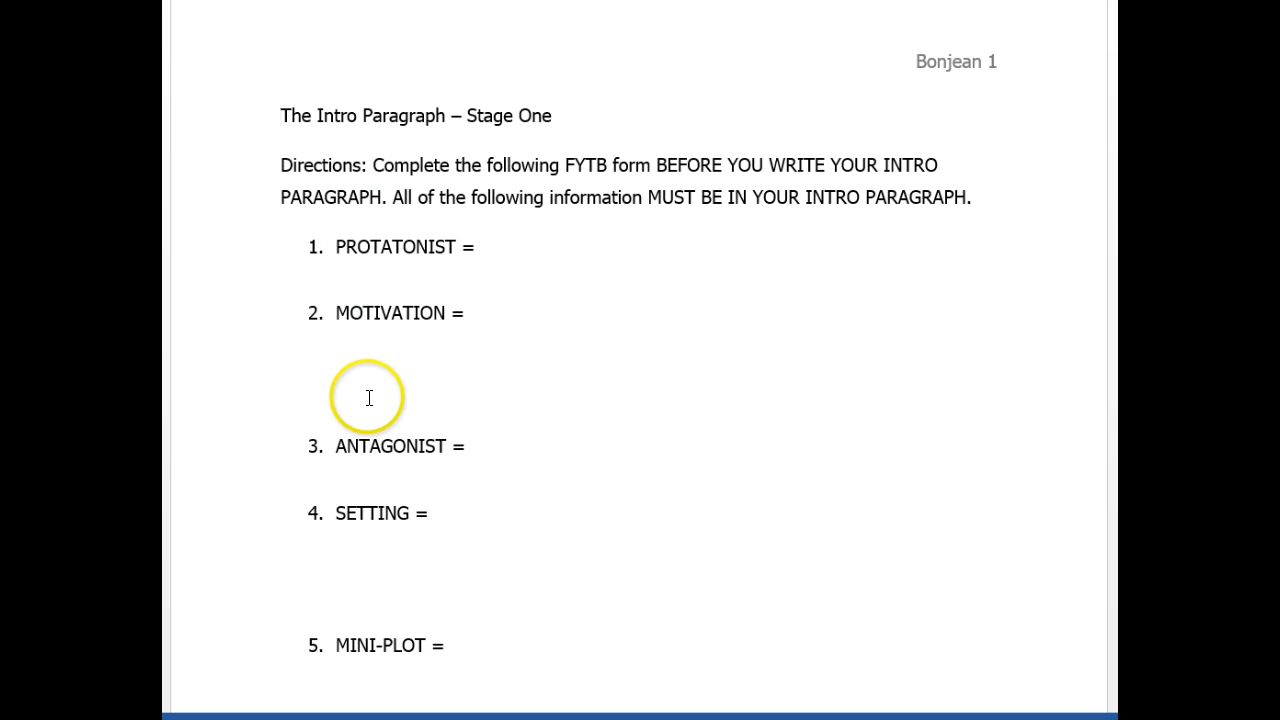 Bonjean 1
The Intro Paragraph – Stage One
Directions: Complete the following FYTB form BEFORE YOU WRITE YOUR INTRO
PARAGRAPH. All of the following information MUST BE IN YOUR INTRO PARAGRAPH.
1. PROTATONIST =
2. MOTIVATION =
3. ANTAGONIST =
4. SETTING =
5. MINI-PLOT =